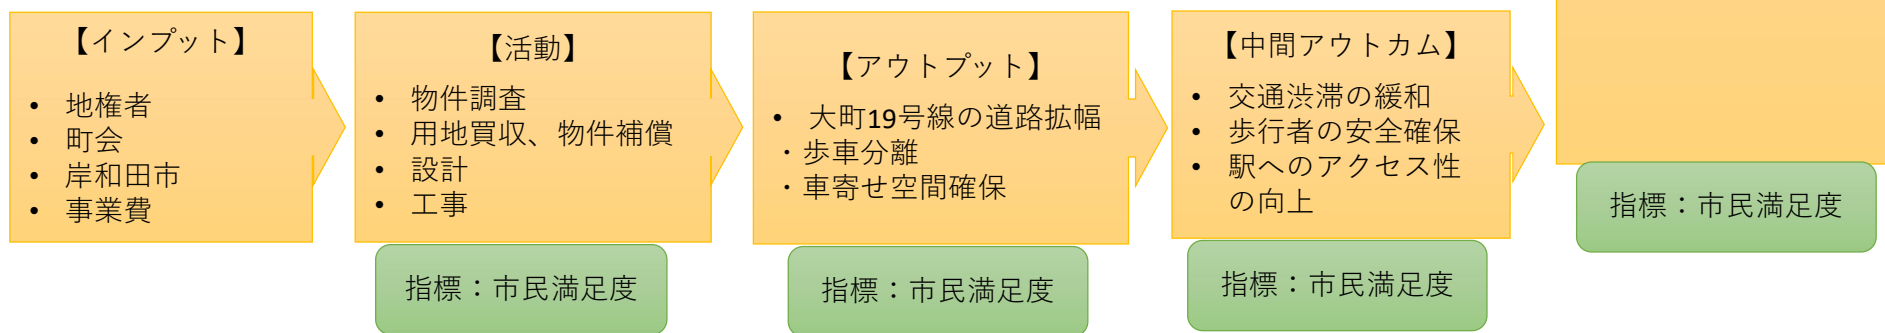 【インプット】
• 地権者
• 町会
• 岸和田市
• 事業費
【活動】
• 物件調査
• 用地買収、物件補償
• 設計
• 工事
指標：市民満足度
【アウトプット】
• 大町19号線の道路拡幅
・歩車分離
・車寄せ空間確保
指標：市民満足度
【中間アウトカム】
• 交通渋滞の緩和
• 歩行者の安全確保
• 駅へのアクセス性
の向上
指標：市民満足度
指標：市民満足度